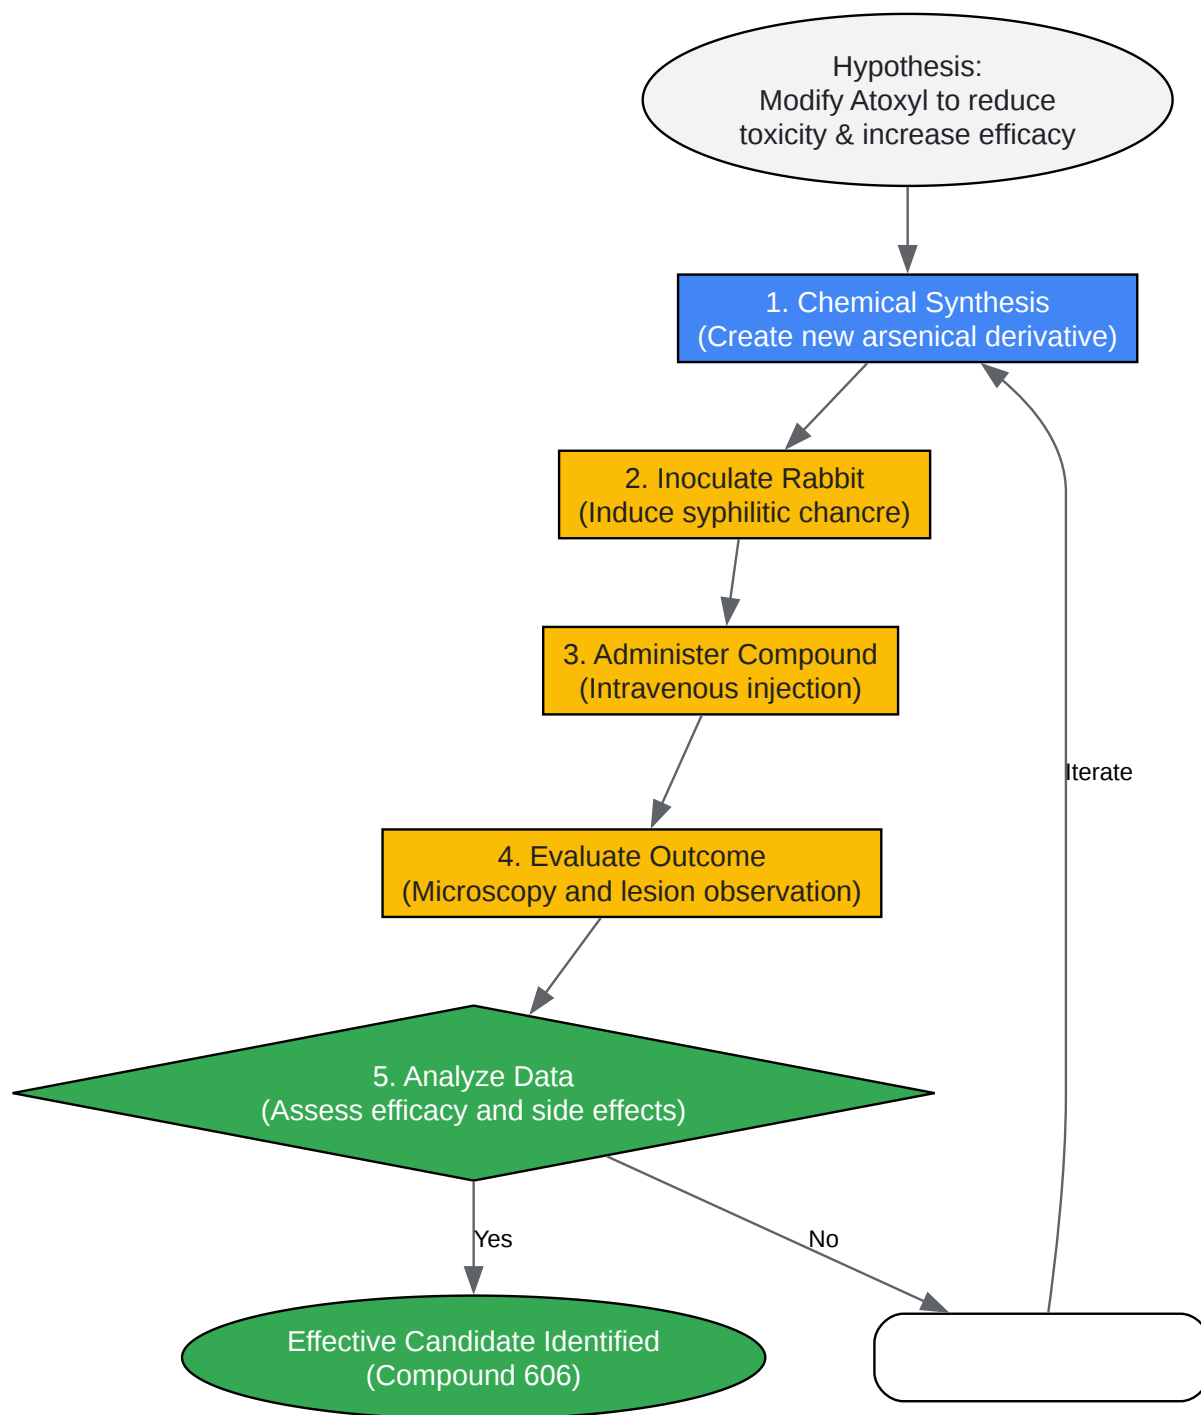 Hypothesis:
Modify Atoxyl to reduce
toxicity & increase efficacy
1. Chemical Synthesis
(Create new arsenical derivative)
2. Inoculate Rabbit
(Induce syphilitic chancre)
3. Administer Compound
(Intravenous injection)
Iterate
4. Evaluate Outcome
(Microscopy and lesion observation)
5. Analyze Data
(Assess efficacy and side effects)
Yes
No
Effective Candidate Identified
(Compound 606)